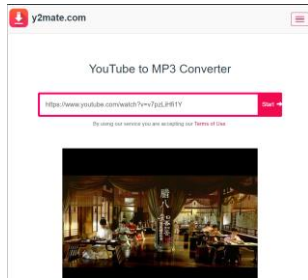 y2mate.com
YouTube to MP3 Converter
https://www.youtube.com/watch?v=v7pzLiH61Y
Start
By using our service you are accepting our Terms of Use